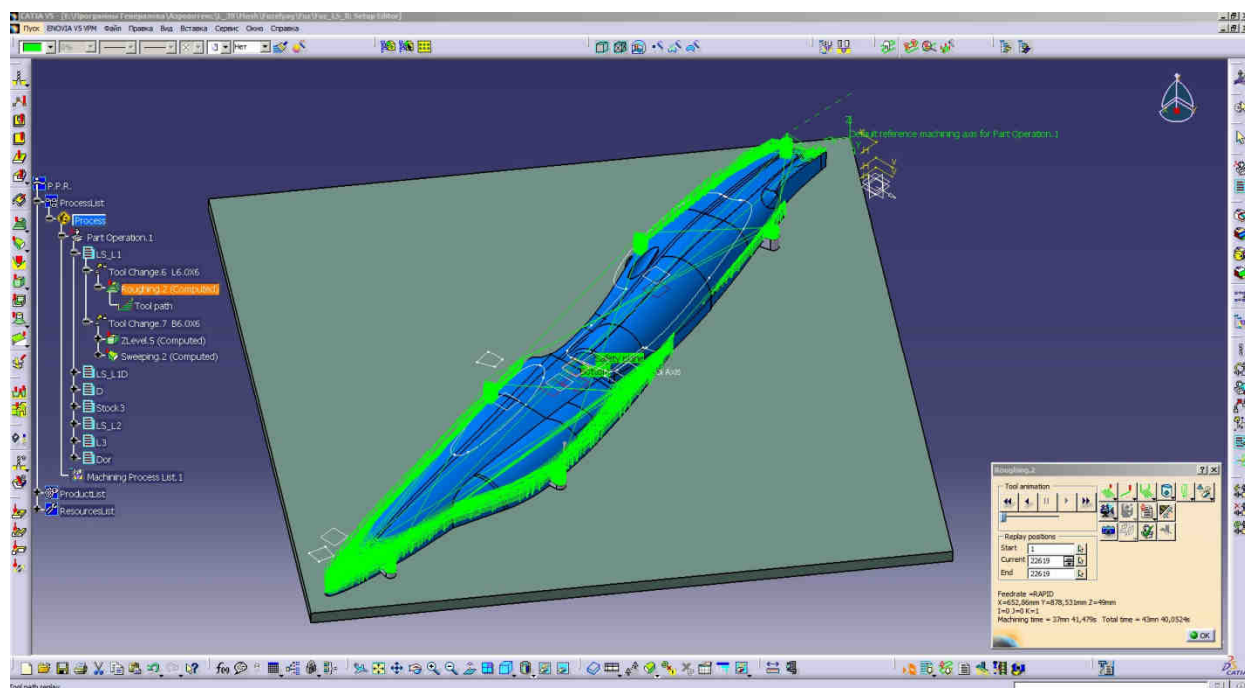 Пуск ENOVIA V5 VPM Файл Правка Вид Вставка Сервис Окно Справка
Нет
Default reference machining axis for Part Operation.1
P.P.R.
ProcessList
Process
Part Operation.1
LS_L1
Tool Change.6 L6.0X6
Roughing.2 (Computed)
Tool path
Tool Change.7 B6.0X6
ZLevel.5 (Computed)
Sweeping.2 (Computed)
LS_L1D
D
Stock3
LS_L2
L3
Dor
Machining Process List.1
ProductList
ResourcesList
Safety plane
Roughing.2
Tool animation
Replay positions
Start 1
Current 22619
End 22619
Feedrate =RAPID
X=652,86mm Y=878,531mm Z=49mm
I=0 J=0 K=1
Machining time = 37mn 41,479s Total time = 43mn 40,0524s
OK
CATIA
Tool path replay